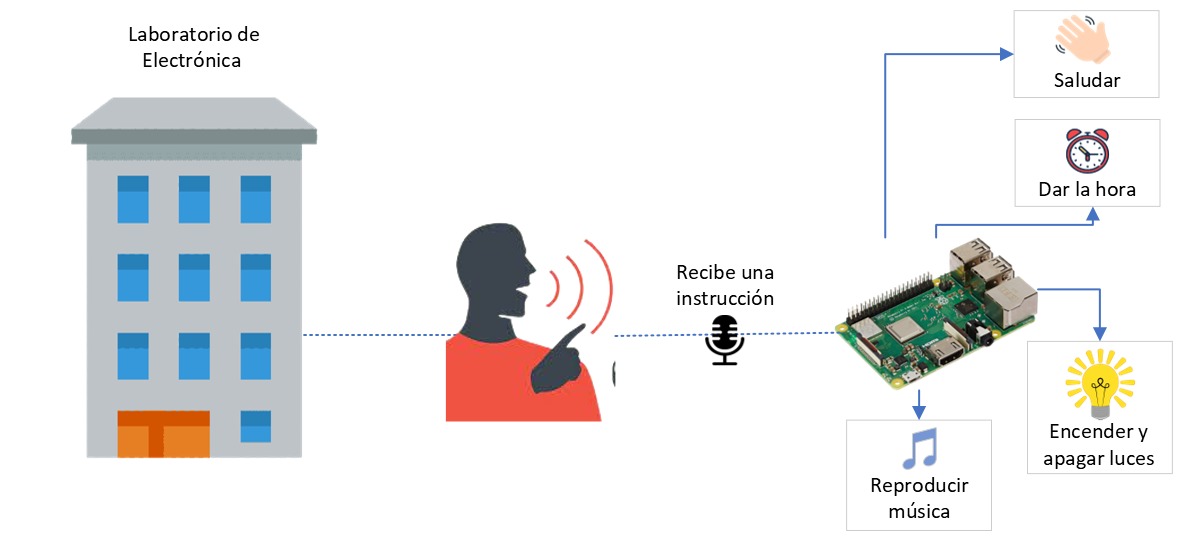 Laboratorio de
Electrónica
Recibe una
instrucción
Saludar
Dar la hora
Encender y
apagar luces
Reproducir
música